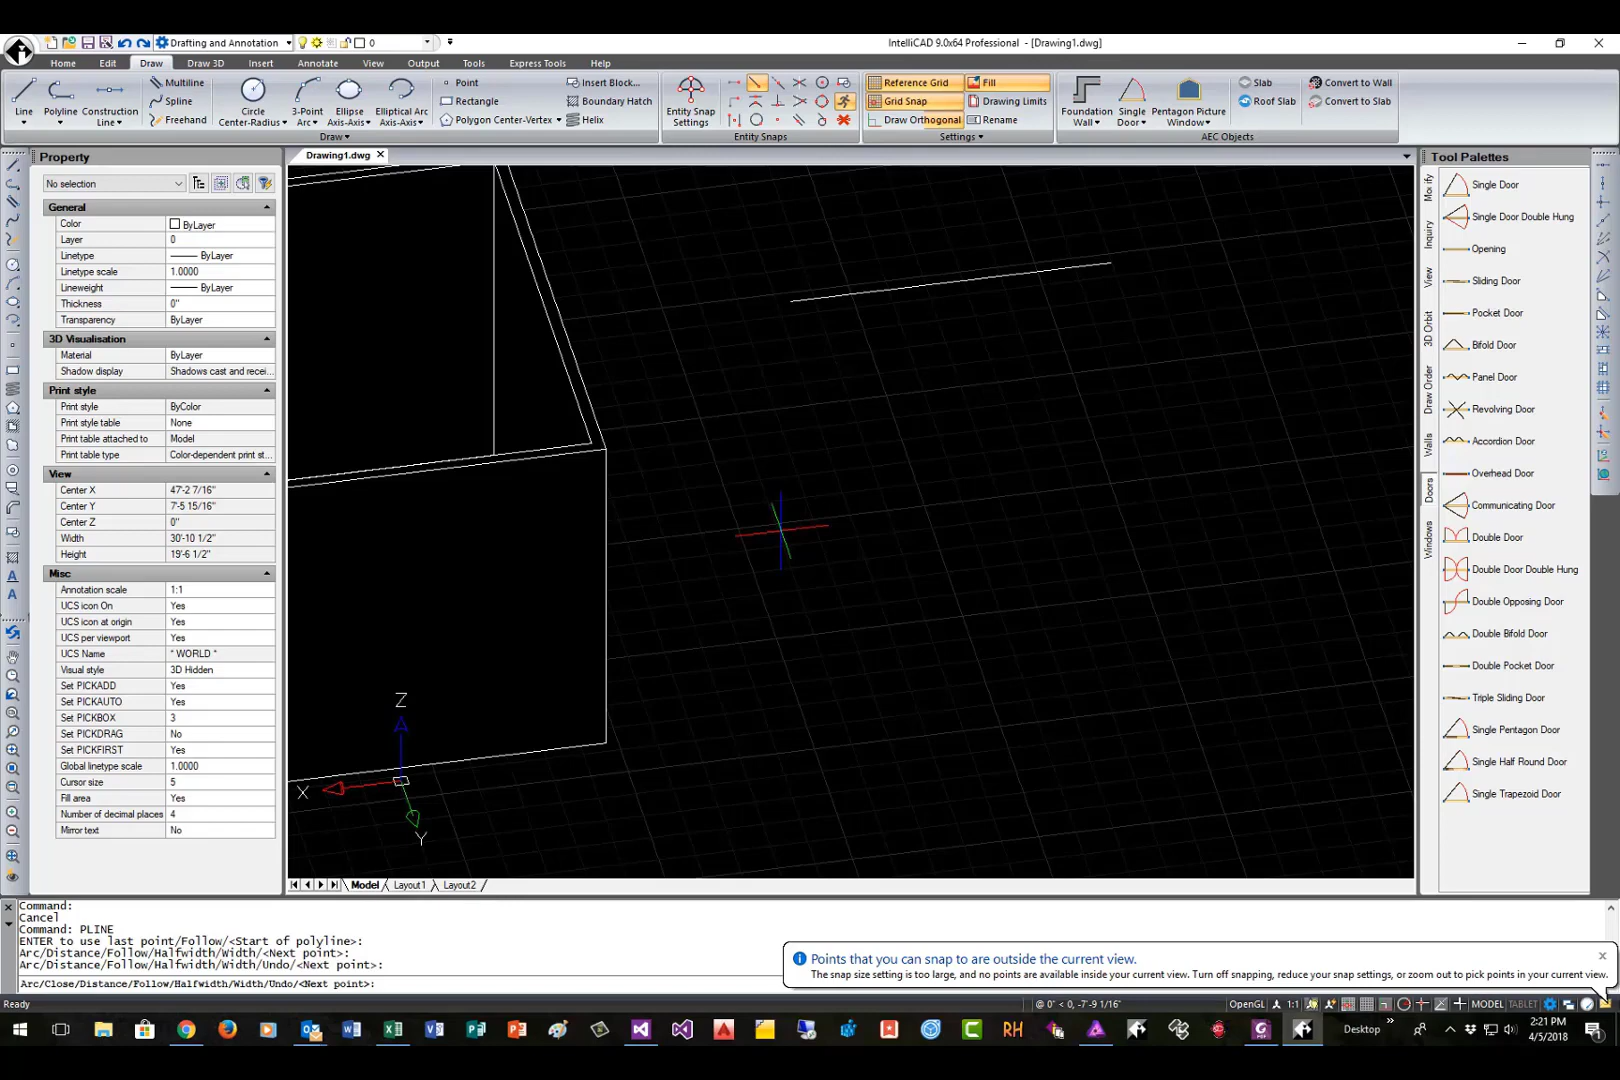 Drafting and Annotation
0
IntelliCAD 9.0x64 Professional - [Drawing1.dwg]
Home Edit Draw Draw 3D Insert Annotate View Output Tools Express Tools Help
Line
Polyline
Construction Line
Multiline
Spline
Freehand
Circle Center-Radius
3-Point Arc
Ellipse Axis-Axis
Elliptical Arc Axis-Axis
Point
Rectangle
Polygon Center-Vertex
Insert Block...
Boundary Hatch
Helix
Draw
Entity Snap Settings
Entity Snaps
Reference Grid
Grid Snap
Draw Orthogonal
Fill
Drawing Limits
Rename
Settings
Foundation Wall
Single Door
Pentagon Picture Window
Slab
Roof Slab
Convert to Wall
Convert to Slab
AEC Objects
Property
No selection
General
Color ByLayer
Layer 0
Linetype ByLayer
Linetype scale 1.0000
Lineweight ByLayer
Thickness 0"
Transparency ByLayer
3D Visualisation
Material ByLayer
Shadow display Shadows cast and recei...
Print style
Print style ByColor
Print style table None
Print table attached to Model
Print table type Color-dependent print st...
View
Center X 47'-2 7/16"
Center Y 7'-5 15/16"
Center Z 0"
Width 30'-10 1/2"
Height 19'-6 1/2"
Misc
Annotation scale 1:1
UCS icon On Yes
UCS icon at origin Yes
UCS per viewport Yes
UCS Name " WORLD "
Visual style 3D Hidden
Set PICKADD Yes
Set PICKAUTO Yes
Set PICKBOX 3
Set PICKDRAG No
Set PICKFIRST Yes
Global linetype scale 1.0000
Cursor size 5
Fill area Yes
Number of decimal places 4
Mirror text No
Drawing1.dwg
Z
X
Y
Model Layout1 Layout2
Tool Palettes
Modify
Inquiry
View
3D Orbit
Draw Order
Walls
Doors
Windows
Single Door
Single Door Double Hung
Opening
Sliding Door
Pocket Door
Bifold Door
Panel Door
Revolving Door
Accordion Door
Overhead Door
Communicating Door
Double Door
Double Door Double Hung
Double Opposing Door
Double Bifold Door
Double Pocket Door
Triple Sliding Door
Single Pentagon Door
Single Half Round Door
Single Trapezoid Door
Command:
Cancel
Command: PLINE
ENTER to use last point/Follow/<Start of polyline>:
Arc/Distance/Follow/Halfwidth/Width/<Next point>:
Arc/Distance/Follow/Halfwidth/Width/Undo/<Next point>:
Arc/Close/Distance/Follow/Halfwidth/Width/Undo/<Next point>:
Points that you can snap to are outside the current view.
The snap size setting is too large, and no points are available inside your current view. Turn off snapping, reduce your snap settings, or zoom out to pick points in your current view.
Ready
@ 0" < 0, -7'-9 1/16"
OpenGL
1:1
MODEL TABLET
RH
Desktop
2:21 PM
4/5/2018